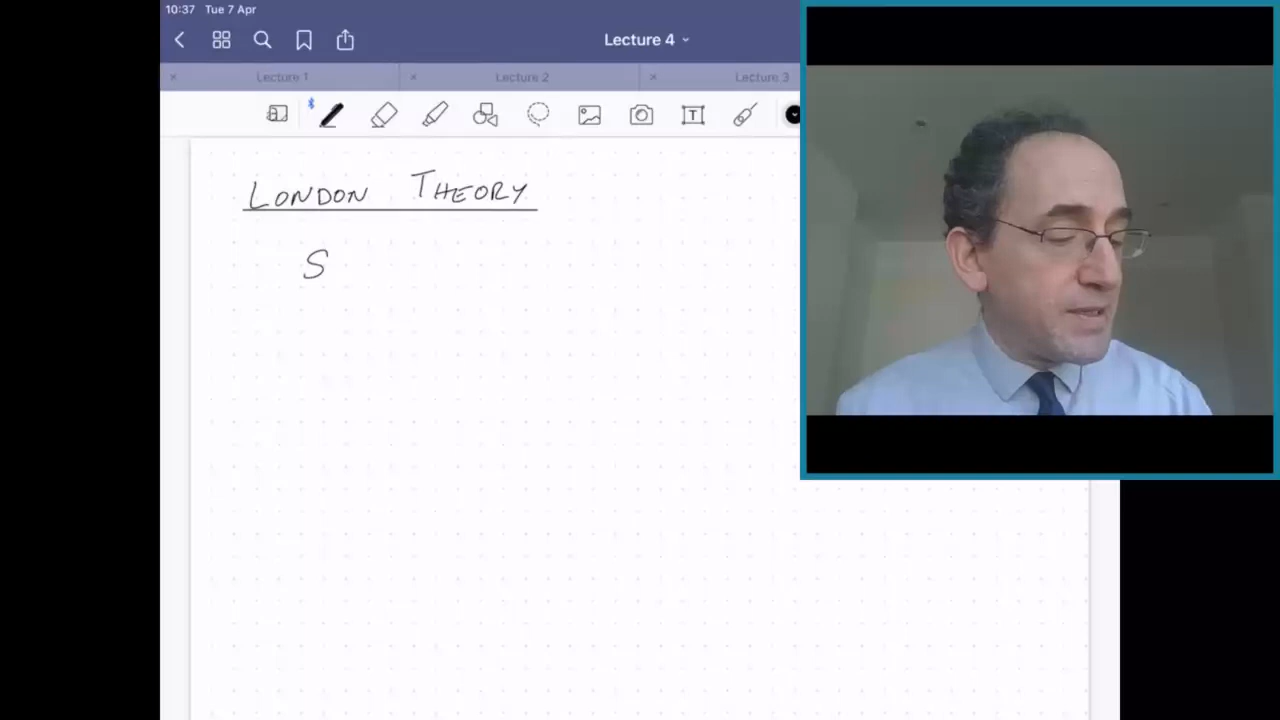 10:37 Tue 7 Apr
Lecture 4
Lecture 1
Lecture 2
Lecture 3
T
LONDON THEORY
S